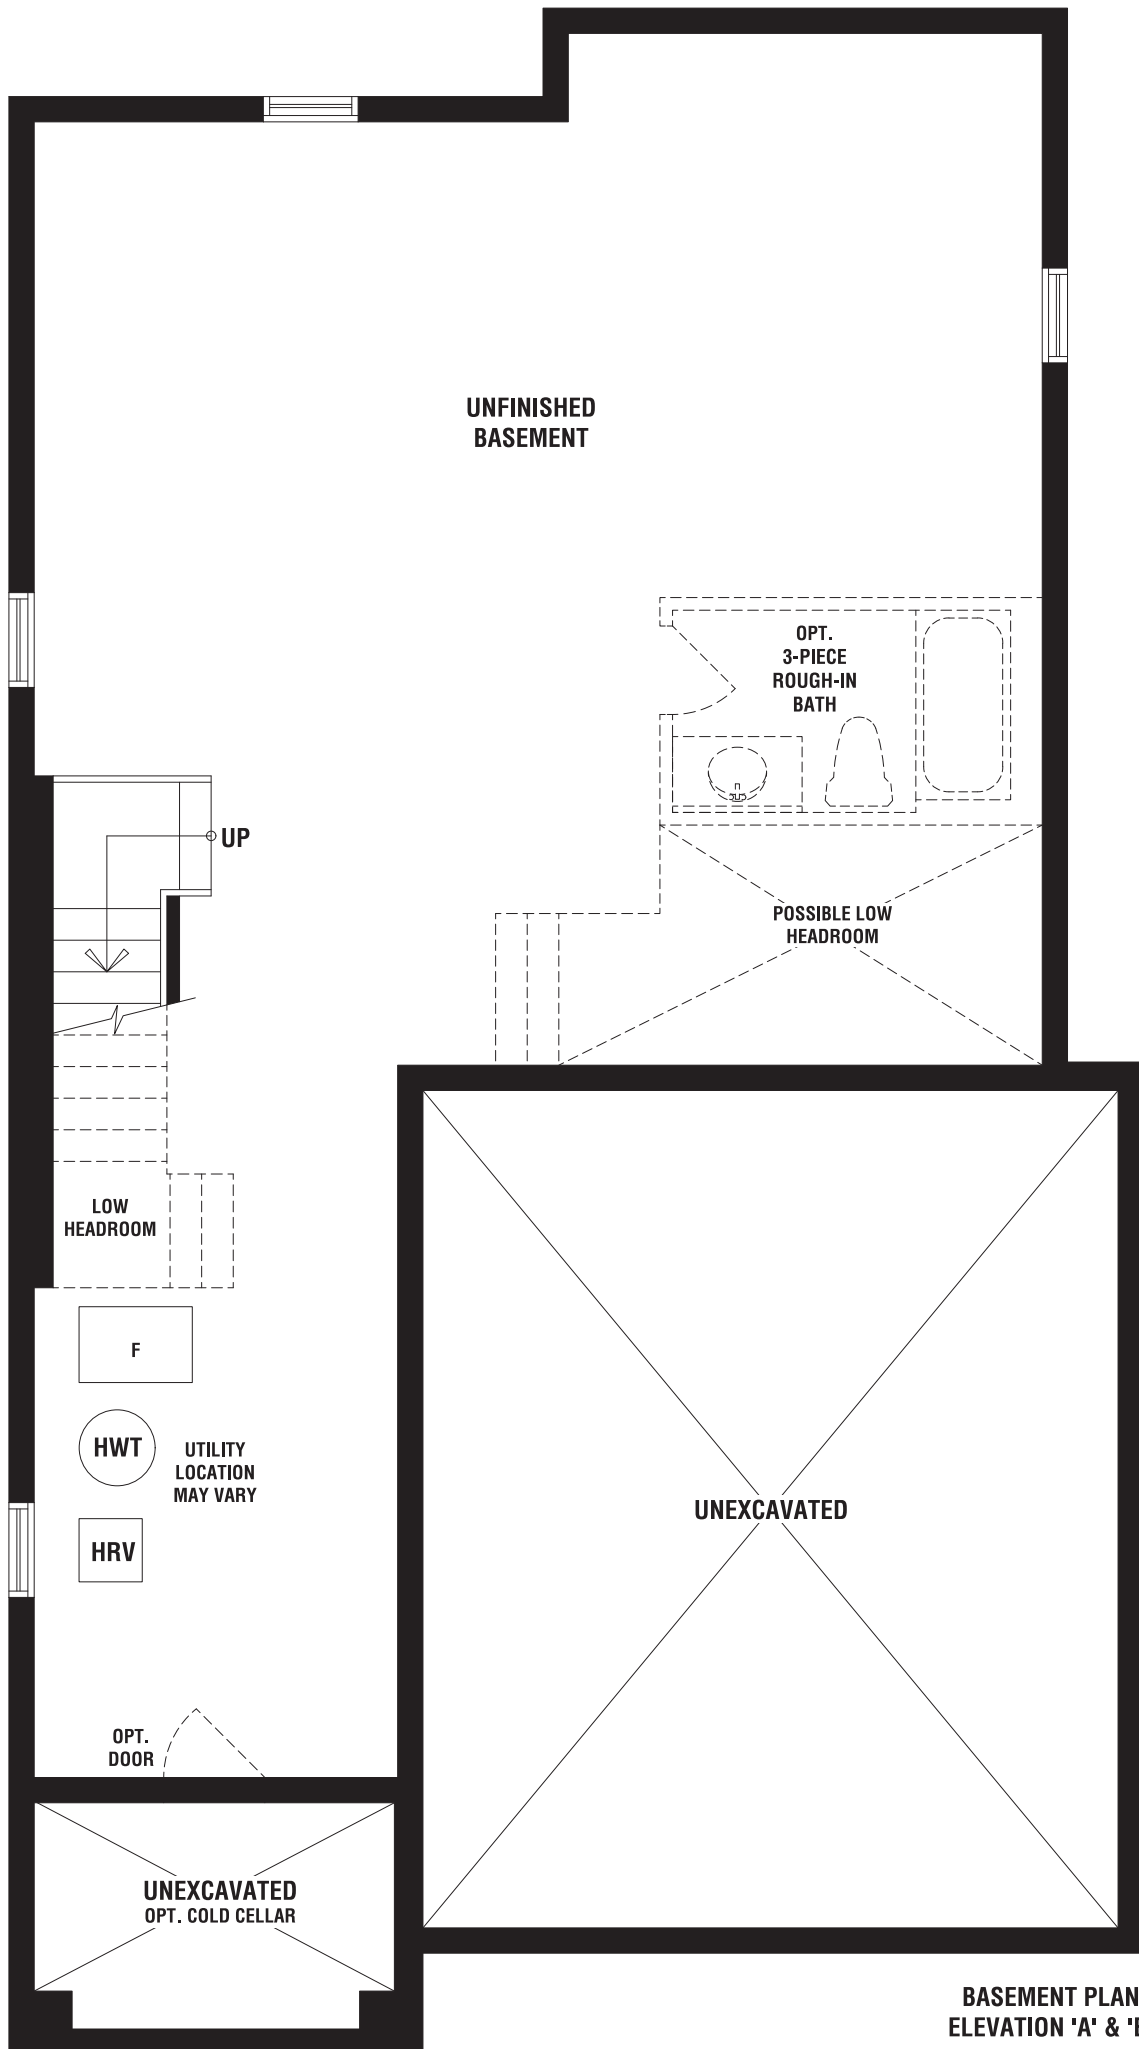 UNFINISHED
BASEMENT
OPT.
3-PIECE
ROUGH-IN
BATH
UP
POSSIBLE LOW
HEADROOM
LOW
HEADROOM
F
HWT
UTILITY
LOCATION
MAY VARY
HRV
UNEXCAVATED
OPT.
DOOR
UNEXCAVATED
OPT. COLD CELLAR
BASEMENT PLAN
ELEVATION 'A' &